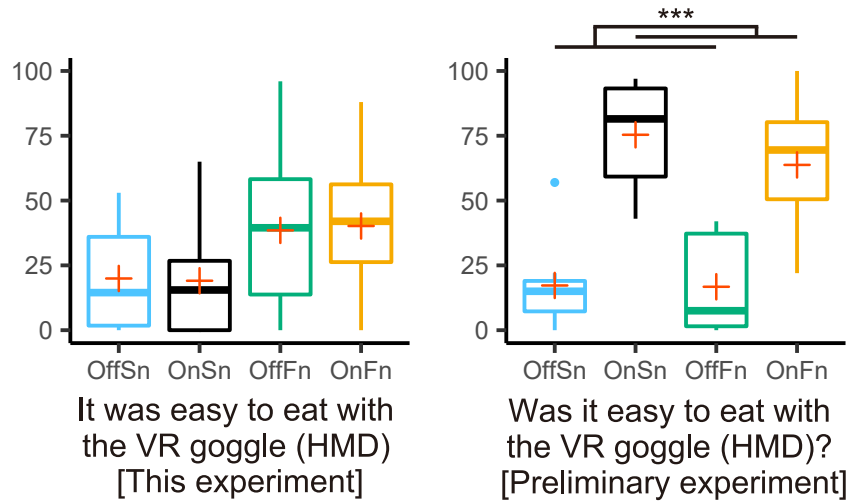 ***
100
75
50
25
0
OffSn OnSn OffFn OnFn
It was easy to eat with
the VR goggle (HMD)
[This experiment]
100
75
50
25
0
OffSn OnSn OffFn OnFn
Was it easy to eat with
the VR goggle (HMD)?
[Preliminary experiment]